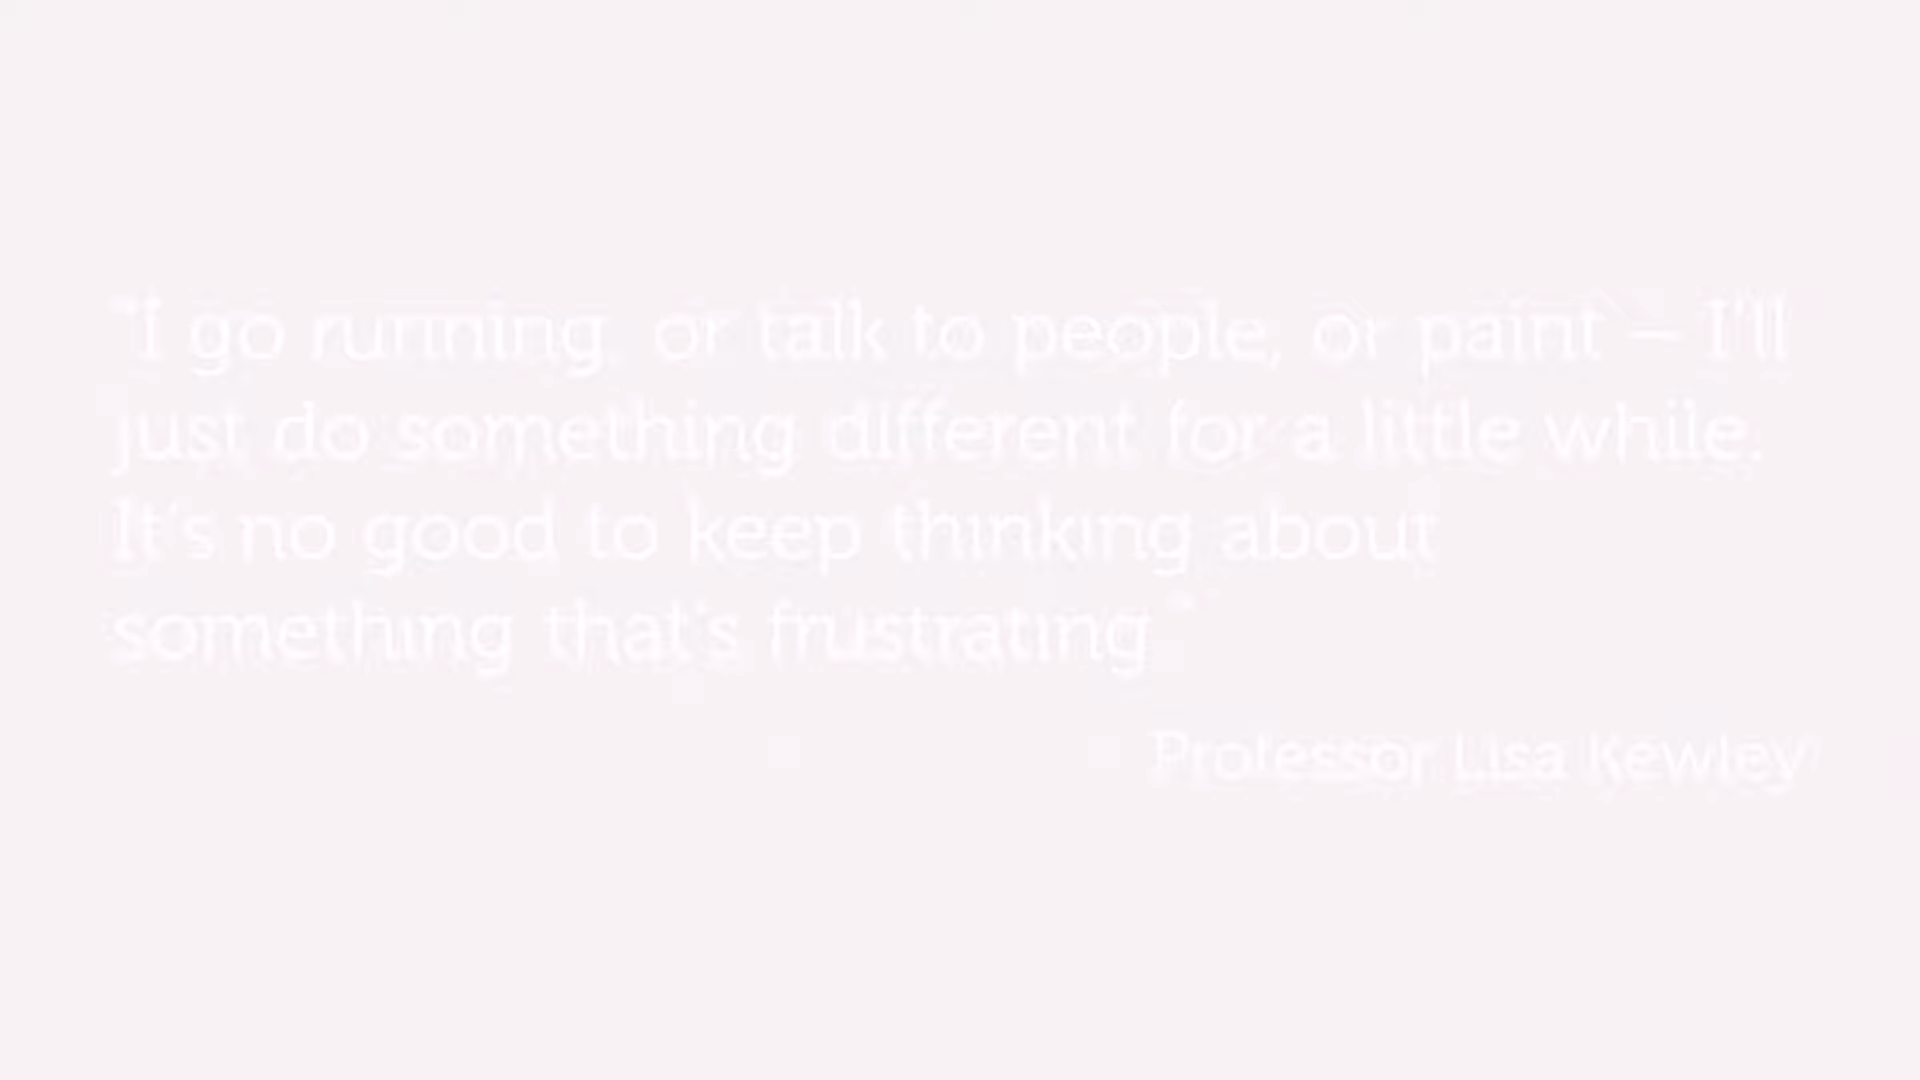 "I go running, or talk to people, or paint – I'll
just do something different for a little while.
It's no good to keep thinking about
something that's frustrating."
Professor Lisa Kewley